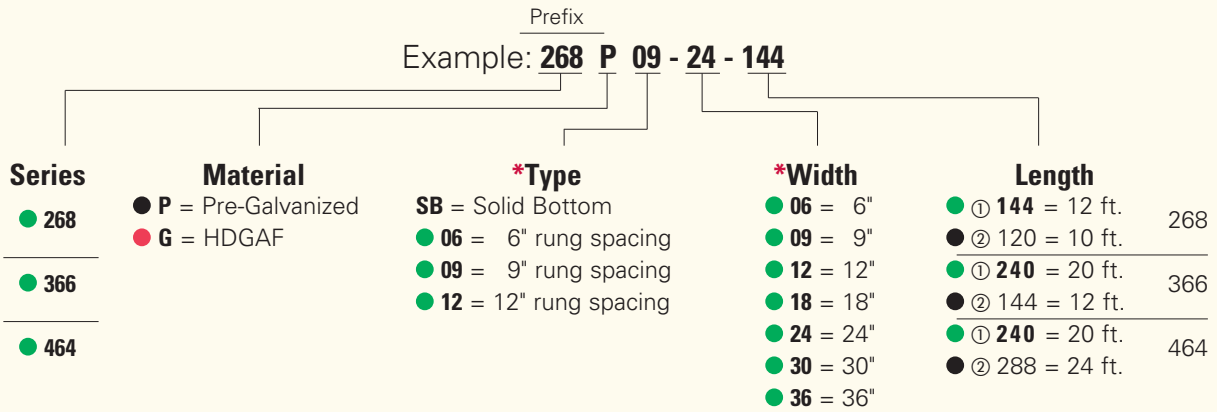 Prefix
Example: 268 P 09 - 24 - 144
Series
268
366
464
Material
P = Pre-Galvanized
G = HDGAF
*Type
SB = Solid Bottom
06 = 6" rung spacing
09 = 9" rung spacing
12 = 12" rung spacing
*Width
06 = 6"
09 = 9"
12 = 12"
18 = 18"
24 = 24"
30 = 30"
36 = 36"
Length
① 144 = 12 ft.
② 120 = 10 ft.
268
① 240 = 20 ft.
② 144 = 12 ft.
366
① 240 = 20 ft.
② 288 = 24 ft.
464